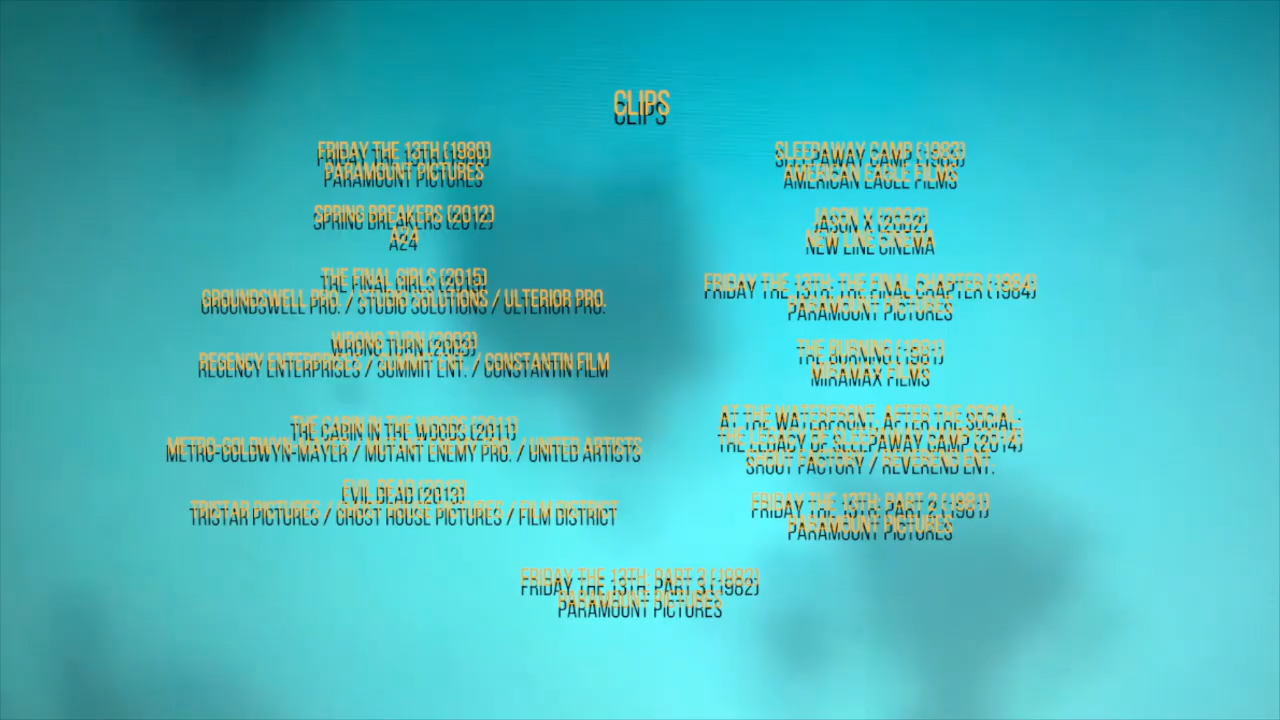 CLIPS
FRIDAY THE 13TH (1980)
PARAMOUNT PICTURES
SPRING BREAKERS (2012)
A24
THE FINAL GIRLS (2015)
GROUNDSWELL PRO. / STUDIO SOLUTIONS / ULTERIOR PRO.
WRONG TURN (2003)
REGENCY ENTERPRISES / SUMMIT ENT. / CONSTANTIN FILM
THE CABIN IN THE WOODS (2011)
METRO-GOLDWYN-MAYER / MUTANT ENEMY PRO. / UNITED ARTISTS
EVIL DEAD (2013)
TRISTAR PICTURES / GHOST HOUSE PICTURES / FILM DISTRICT
SLEEPAWAY CAMP (1983)
AMERICAN EAGLE FILMS
JASON X (2002)
NEW LINE CINEMA
FRIDAY THE 13TH: THE FINAL CHAPTER (1984)
PARAMOUNT PICTURES
THE BURNING (1981)
MIRAMAX FILMS
AT THE WATERFRONT, AFTER THE SOCIAL:
THE LEGACY OF SLEEPAWAY CAMP (2014)
SHOUT FACTORY / REVEREND ENT.
FRIDAY THE 13TH: PART 2 (1981)
PARAMOUNT PICTURES
FRIDAY THE 13TH: PART 3 (1982)
PARAMOUNT PICTURES